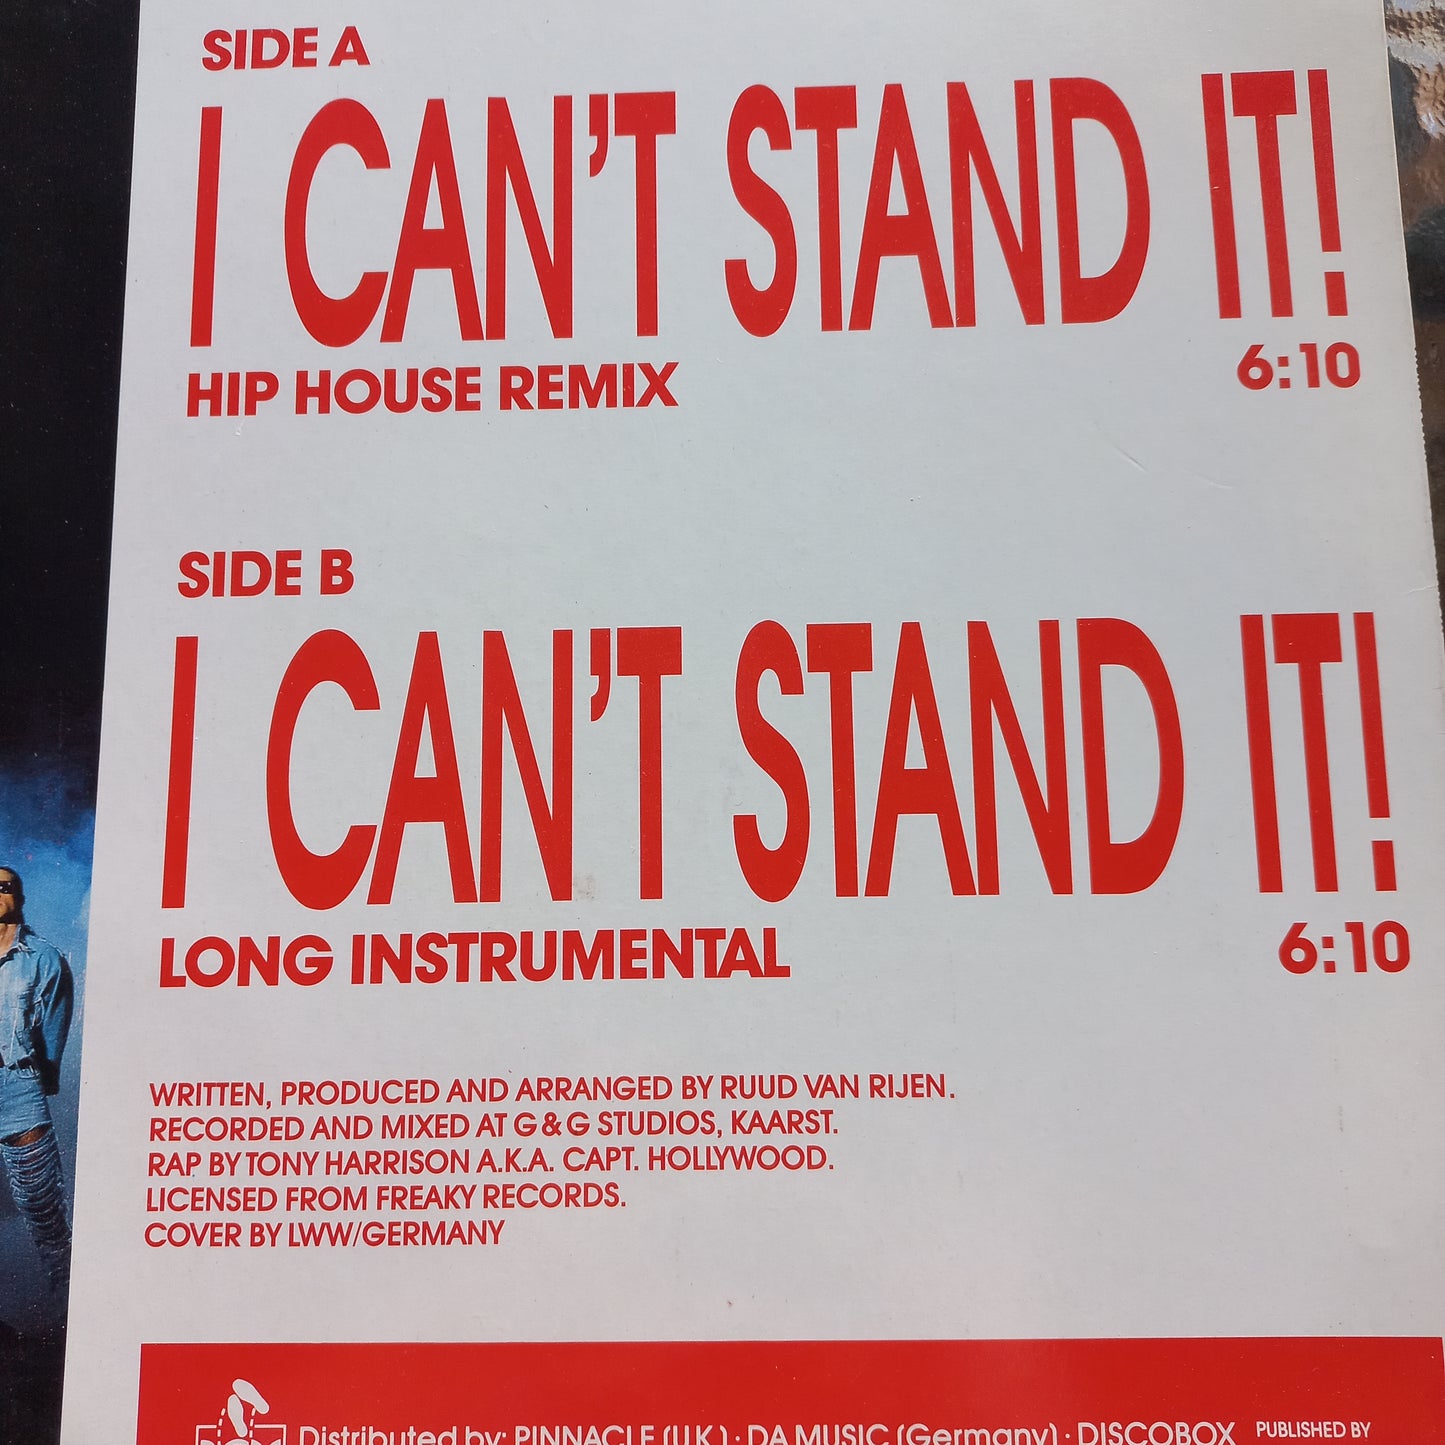 SIDE A
I CAN'T STAND IT!
HIP HOUSE REMIX 6:10
SIDE B
I CAN'T STAND IT!
LONG INSTRUMENTAL 6:10
WRITTEN, PRODUCED AND ARRANGED BY RUUD VAN RIJEN.
RECORDED AND MIXED AT G&G STUDIOS, KAARST.
RAP BY TONY HARRISON A.K.A. CAPT. HOLLYWOOD.
LICENSED FROM FREAKY RECORDS.
COVER BY LWW/GERMANY
Distributed by: PINNACLE (U.K.) · DA MUSIC (Germany) · DISCOBOX PUBLISHED BY